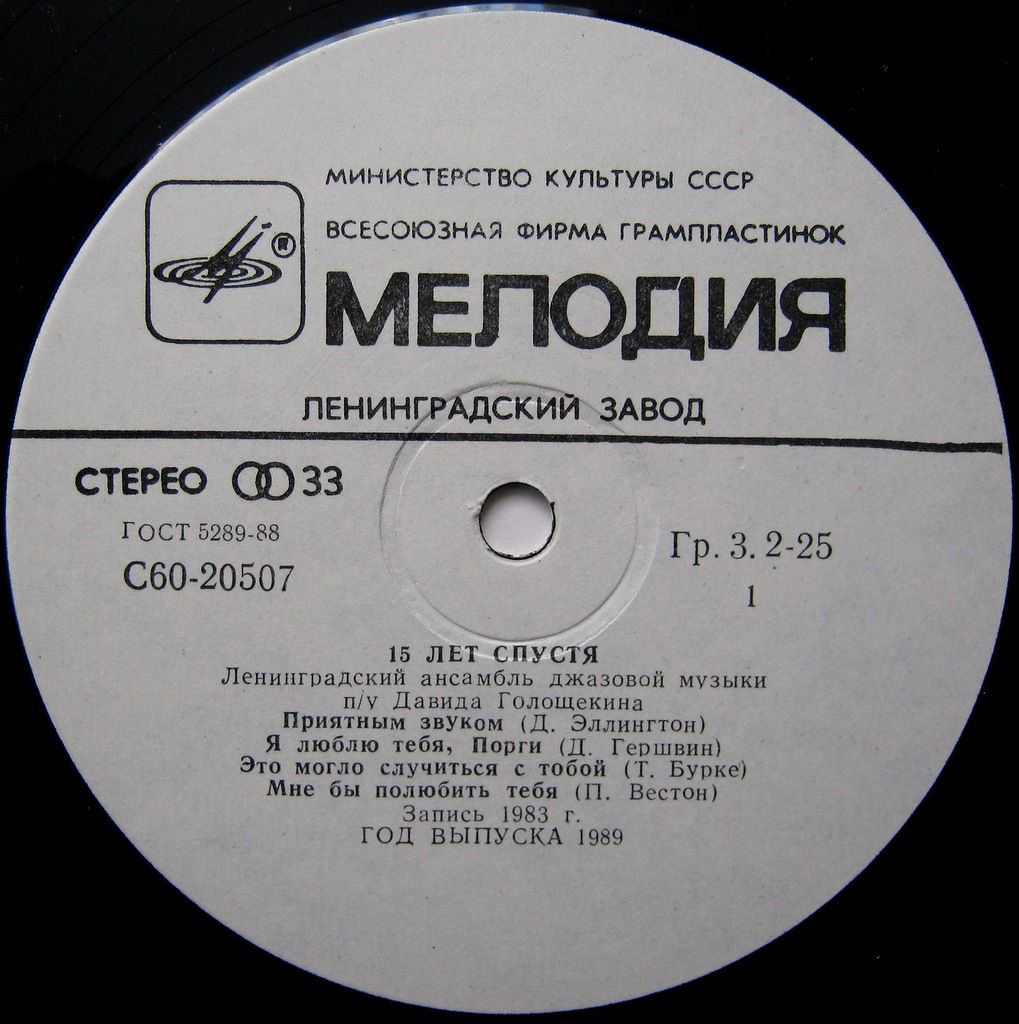 МИНИСТЕРСТВО КУЛЬТУРЫ СССР
ВСЕСОЮЗНАЯ ФИРМА ГРАМПЛАСТИНОК
®
МЕЛОДИЯ
ЛЕНИНГРАДСКИЙ ЗАВОД
СТЕРЕО 33
ГОСТ 5289-88
С60-20507
Гр. 3. 2-25
1
15 ЛЕТ СПУСТЯ
Ленинградский ансамбль джазовой музыки
п/у Давида Голощекина
Приятным звуком (Д. Эллингтон)
Я люблю тебя, Порги (Д. Гершвин)
Это могло случиться с тобой (Т. Бурке)
Мне бы полюбить тебя (П. Вестон)
Запись 1983 г.
ГОД ВЫПУСКА 1989